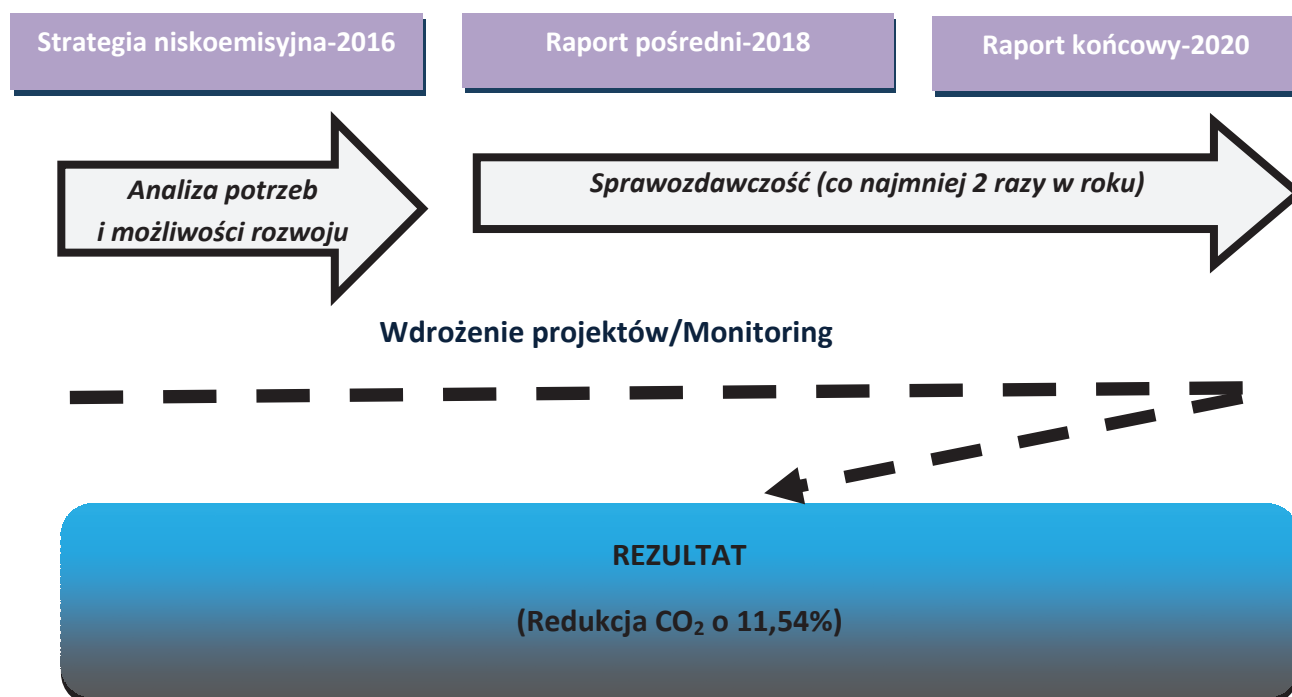 Strategia niskoemisyjna-2016
Raport pośredni-2018
Raport końcowy-2020
Analiza potrzeb
i możliwości rozwoju
Sprawozdawczość (co najmniej 2 razy w roku)
Wdrożenie projektów/Monitoring
REZULTAT
(Redukcja CO₂ o 11,54%)